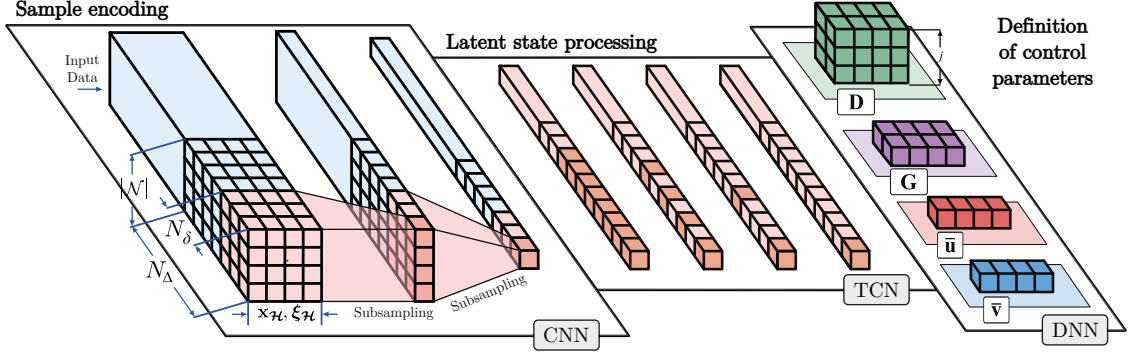 Sample encoding
Input
Data
|𝒩|
N_δ
N_Δ
x_ℋ, ξ_ℋ
Subsampling
Subsampling
CNN
Latent state processing
TCN
Definition
of control
parameters
j
D
G
ū
v̄
DNN